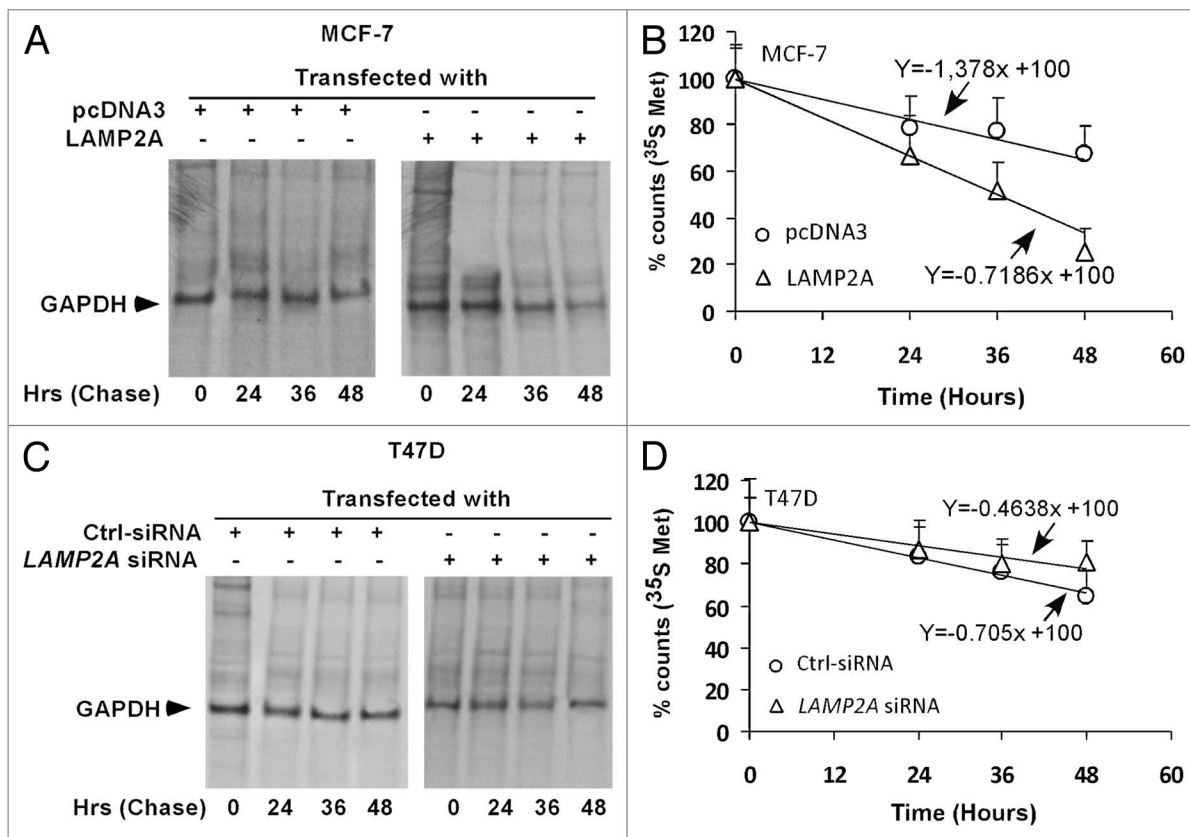 A
MCF-7
Transfected with
pcDNA3 + + + + - - - -
LAMP2A - - - - + + + +
GAPDH
Hrs (Chase) 0 24 36 48 0 24 36 48
B
MCF-7
% counts (³⁵S Met)
120
100
80
60
40
20
0
Y=-1,378x +100
pcDNA3
LAMP2A
Y=-0.7186x +100
0 12 24 36 48 60
Time (Hours)
C
T47D
Transfected with
Ctrl-siRNA + + + + - - - -
LAMP2A siRNA - - - - + + + +
GAPDH
Hrs (Chase) 0 24 36 48 0 24 36 48
D
T47D
% counts (³⁵S Met)
120
100
80
60
40
20
0
Y=-0.4638x +100
Y=-0.705x +100
Ctrl-siRNA
LAMP2A siRNA
0 12 24 36 48 60
Time (Hours)